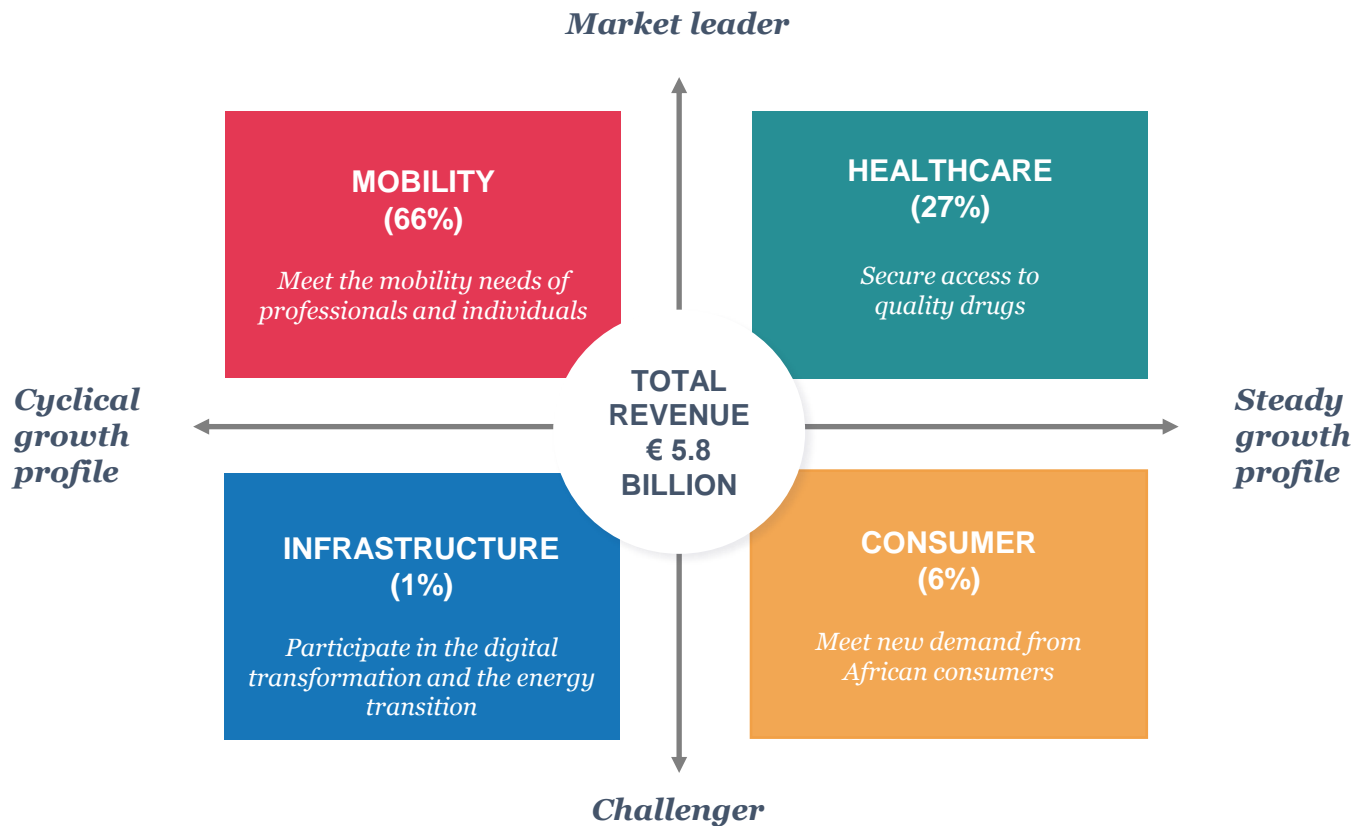 Market leader
MOBILITY
(66%)
Meet the mobility needs of
professionals and individuals
HEALTHCARE
(27%)
Secure access to
quality drugs
Cyclical
growth
profile
TOTAL
REVENUE
€ 5.8
BILLION
Steady
growth
profile
INFRASTRUCTURE
(1%)
Participate in the digital
transformation and the energy
transition
CONSUMER
(6%)
Meet new demand from
African consumers
Challenger